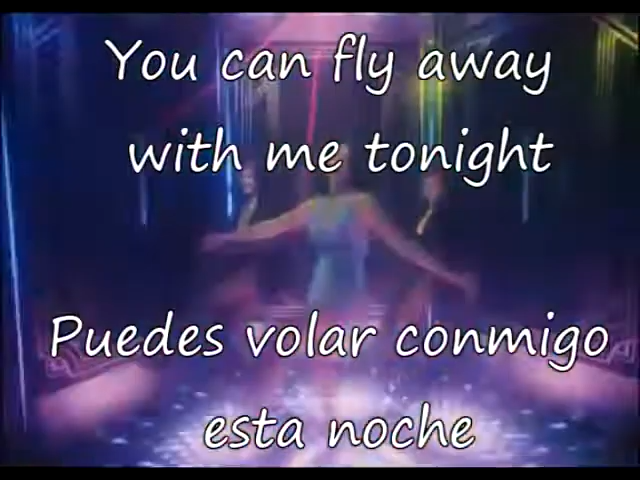 You can fly away
with me tonight
Puedes volar conmigo
esta noche